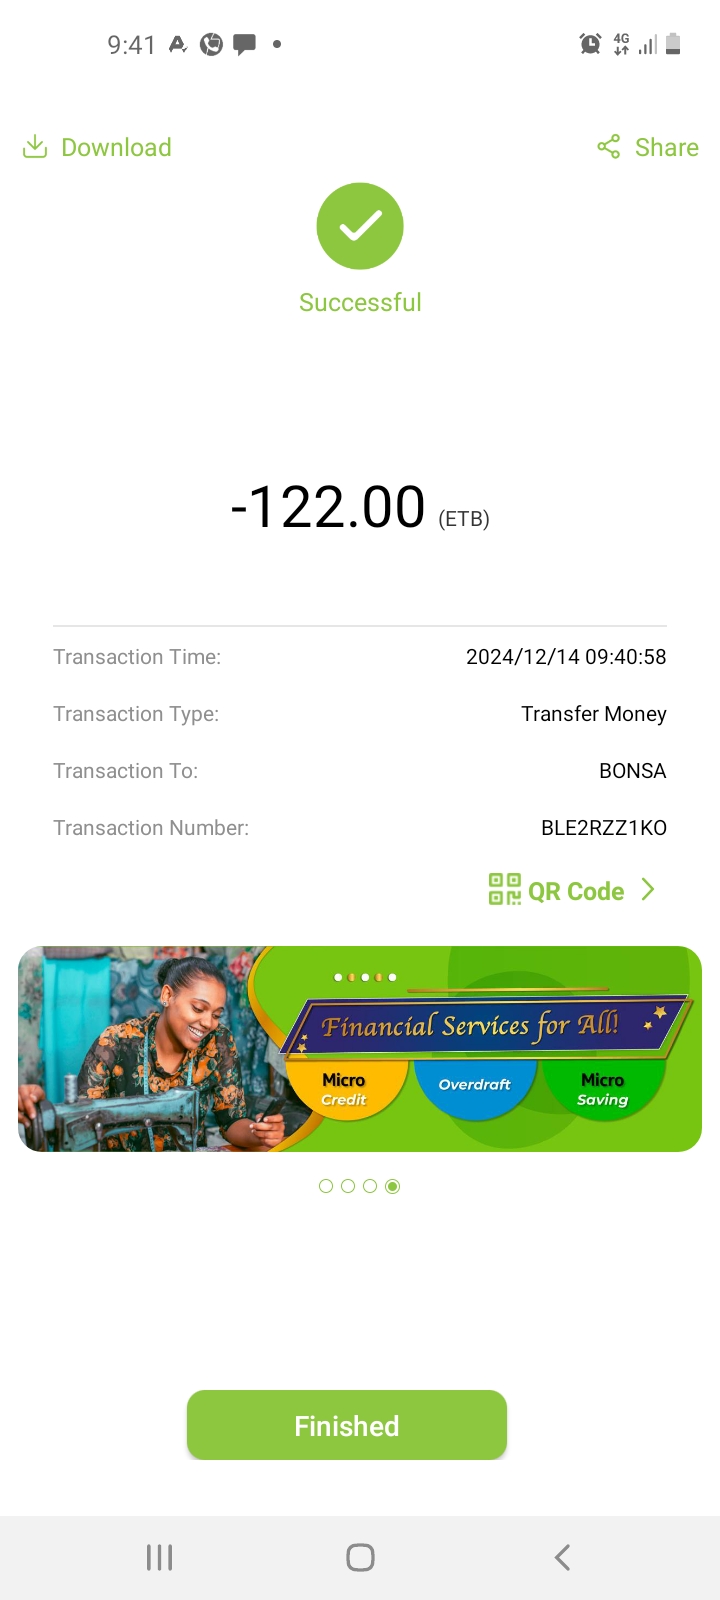 9:41
4G
Download
Share
Successful
-122.00 (ETB)
Transaction Time: 2024/12/14 09:40:58
Transaction Type: Transfer Money
Transaction To: BONSA
Transaction Number: BLE2RZZ1KO
QR Code
Financial Services for All!
Micro Credit
Overdraft
Micro Saving
Finished